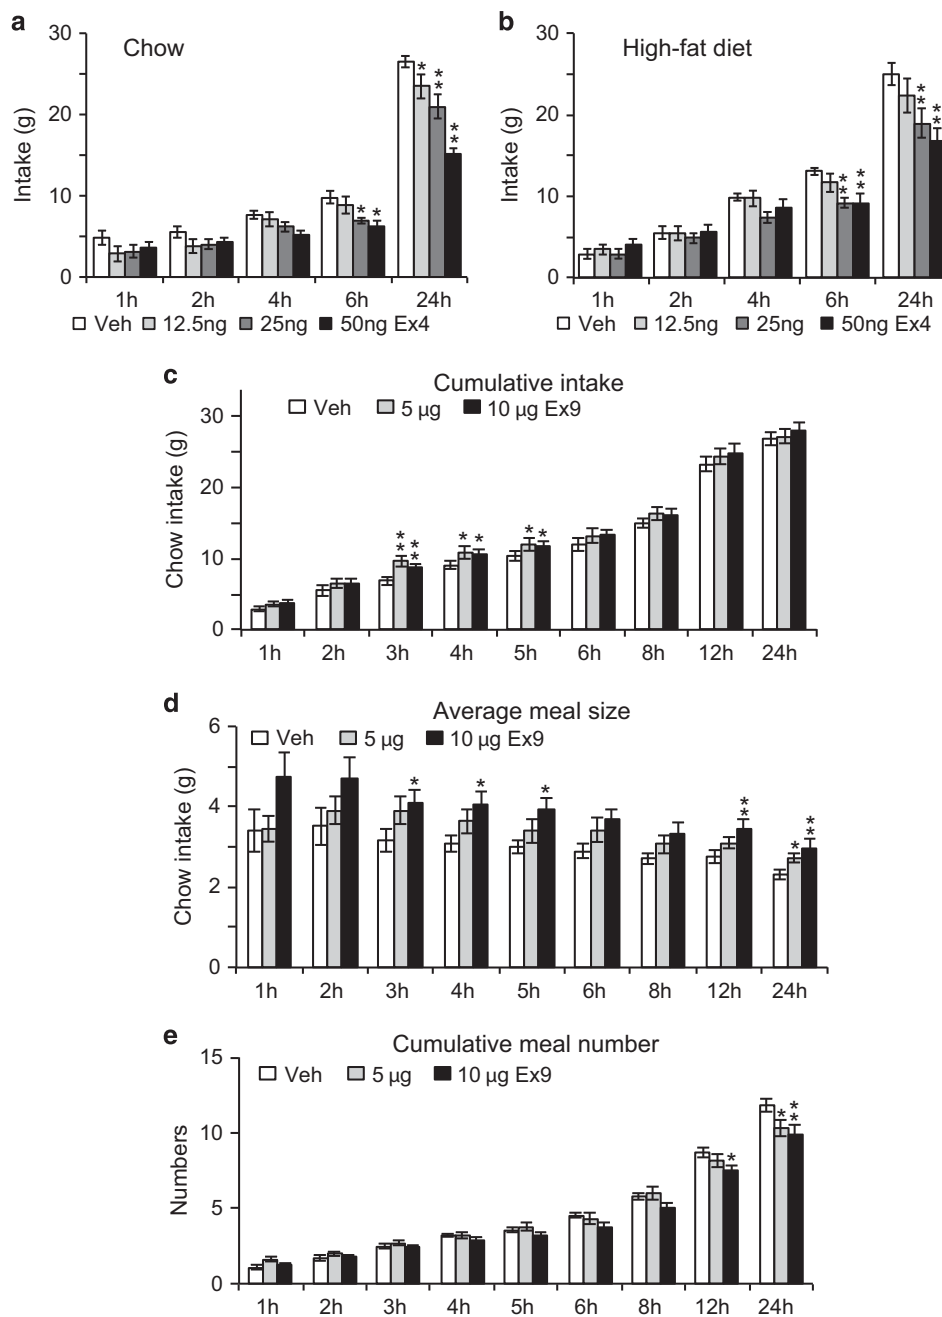 a
Chow
30
20
10
0
Intake (g)
* ** **
* *
1h 2h 4h 6h 24h
Veh 12.5ng 25ng 50ng Ex4
b
High-fat diet
30
20
10
0
Intake (g)
** **
** **
1h 2h 4h 6h 24h
Veh 12.5ng 25ng 50ng Ex4
c
Cumulative intake
Veh 5 µg 10 µg Ex9
30
20
10
0
Chow intake (g)
** ** * * * *
1h 2h 3h 4h 5h 6h 8h 12h 24h
d
Average meal size
Veh 5 µg 10 µg Ex9
6
4
2
0
Chow intake (g)
* * * ** * **
1h 2h 3h 4h 5h 6h 8h 12h 24h
e
Cumulative meal number
Veh 5 µg 10 µg Ex9
15
10
5
0
Numbers
* * **
1h 2h 3h 4h 5h 6h 8h 12h 24h